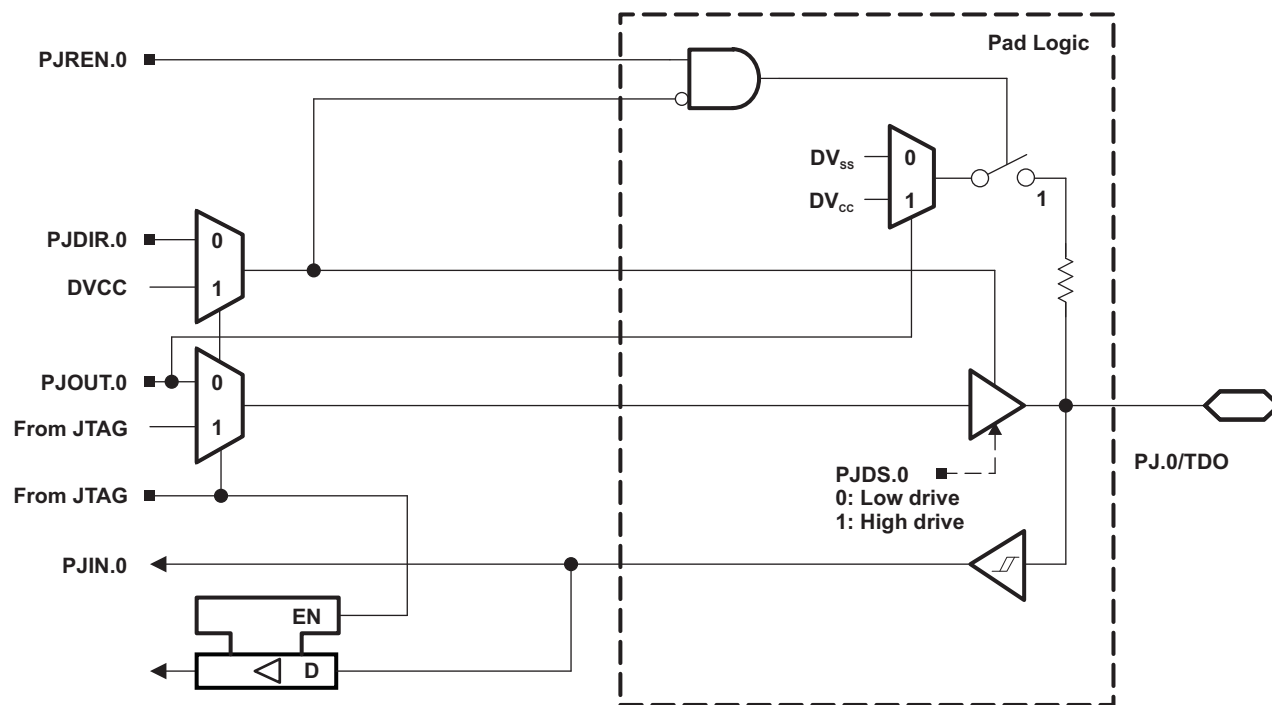 Pad Logic
PJREN.0
DVss
0
DVcc
1
1
PJDIR.0
0
DVCC
1
PJOUT.0
0
From JTAG
1
PJ.0/TDO
PJDS.0
0: Low drive
1: High drive
From JTAG
PJIN.0
EN
D